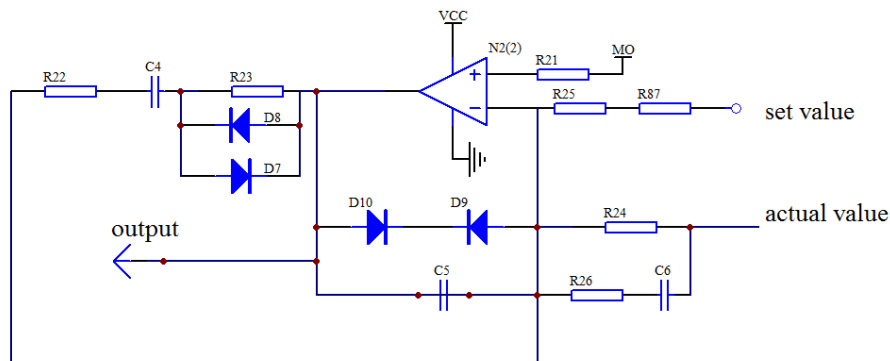 VCC
N2(2)
R21
MO
R22
C4
R23
R25
R87
set value
D8
D7
D10
D9
R24
actual value
output
C5
R26
C6